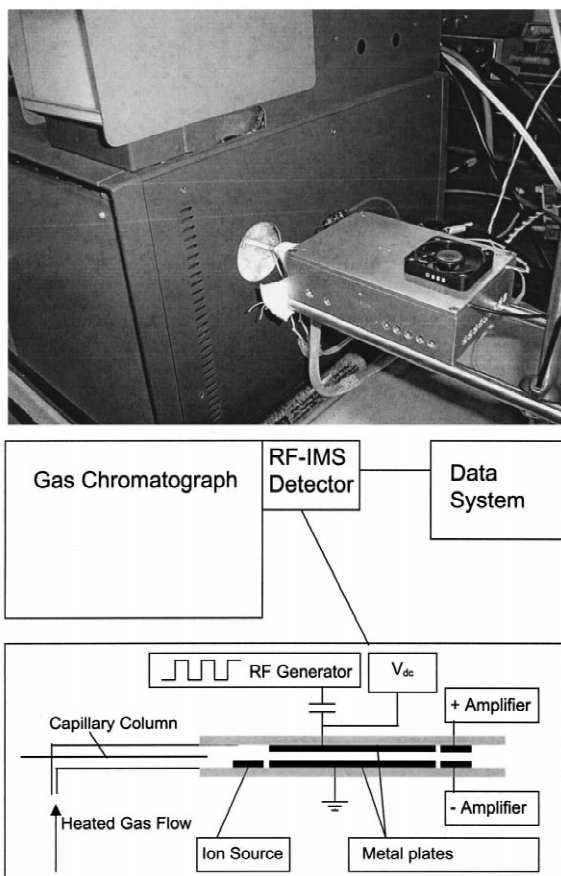 Gas Chromatograph
RF-IMS
Detector
Data
System
RF Generator
V_dc
Capillary Column
+ Amplifier
- Amplifier
Heated Gas Flow
Ion Source
Metal plates